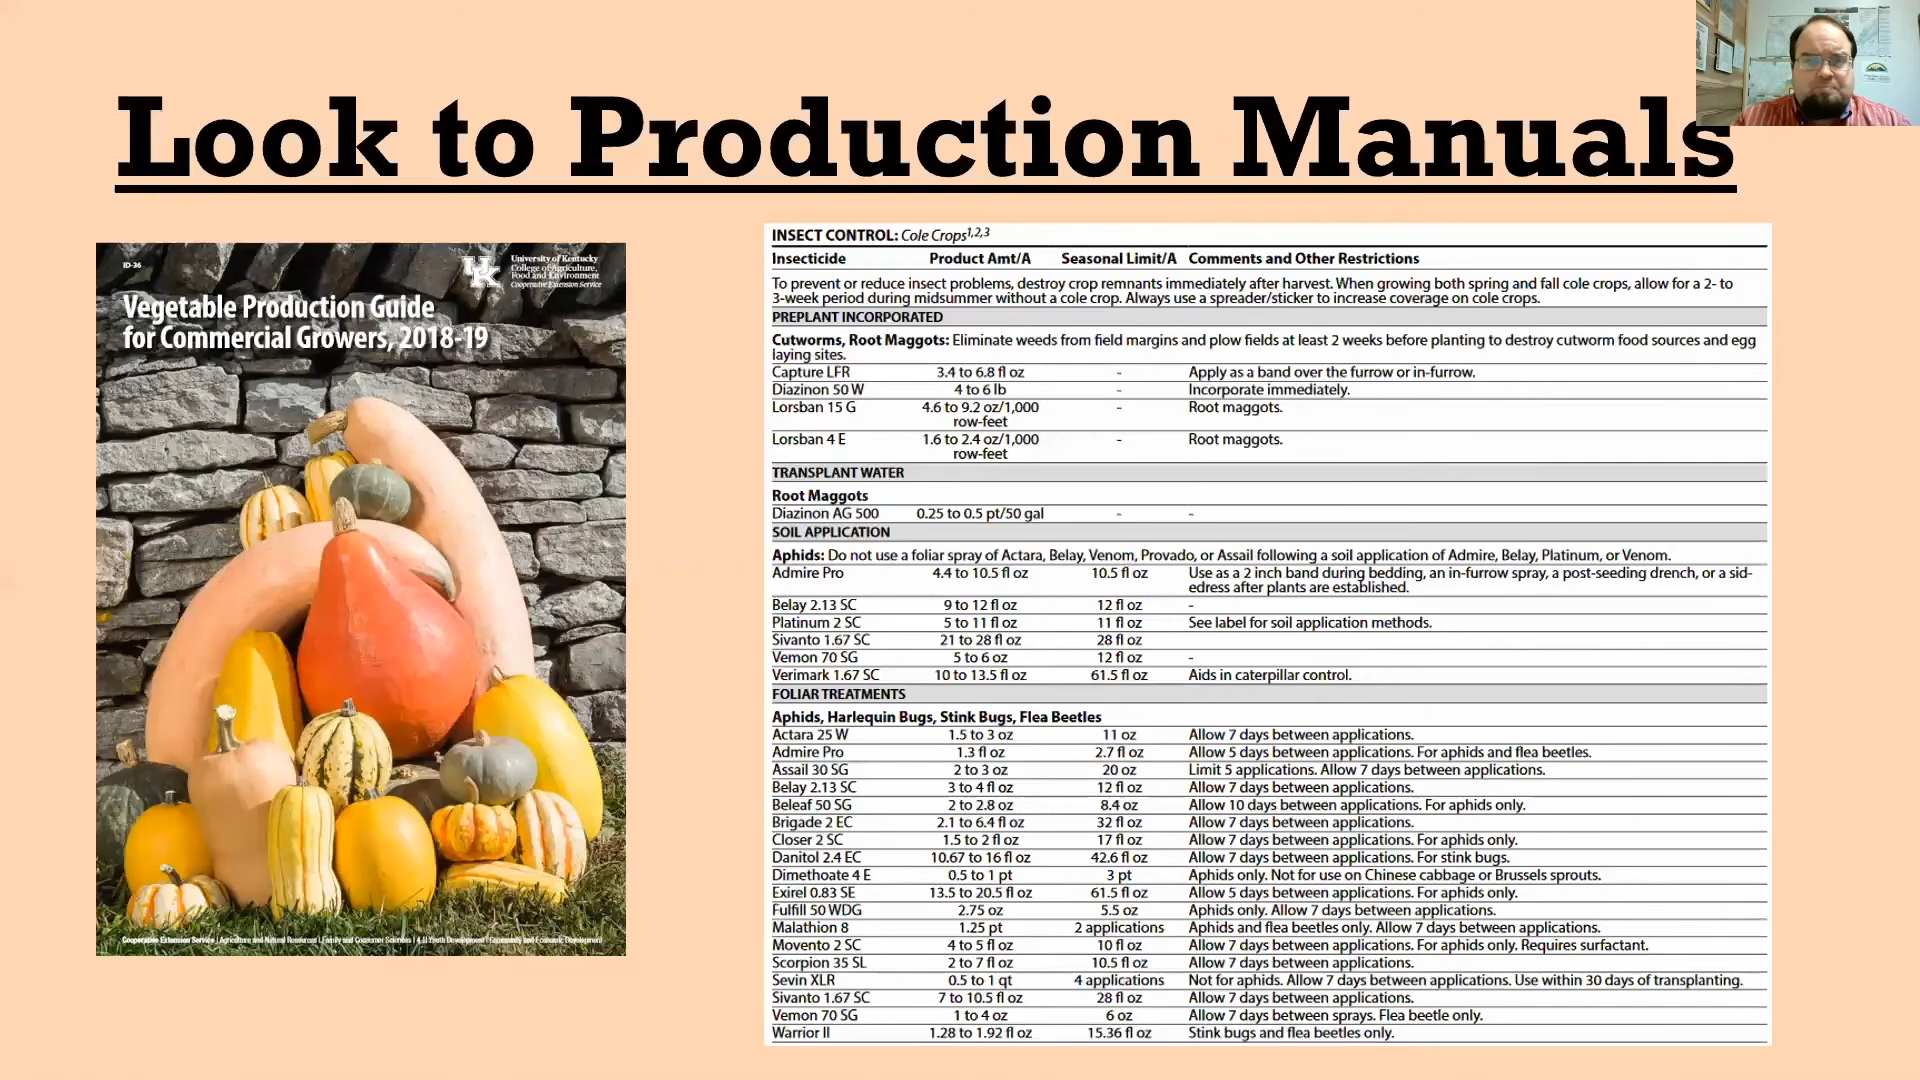 Look to Production Manuals
ID-36
University of Kentucky
College of Agriculture,
Food and Environment
Cooperative Extension Service
Vegetable Production Guide
for Commercial Growers, 2018-19
Cooperative Extension Service | Agriculture and Natural Resources | Family and Consumer Sciences | 4-H Youth Development | Community and Economic Development
INSECT CONTROL: Cole Crops1,2,3
Insecticide Product Amt/A Seasonal Limit/A Comments and Other Restrictions
To prevent or reduce insect problems, destroy crop remnants immediately after harvest. When growing both spring and fall cole crops, allow for a 2- to
3-week period during midsummer without a cole crop. Always use a spreader/sticker to increase coverage on cole crops.
PREPLANT INCORPORATED
Cutworms, Root Maggots: Eliminate weeds from field margins and plow fields at least 2 weeks before planting to destroy cutworm food sources and egg
laying sites.
Capture LFR 3.4 to 6.8 fl oz - Apply as a band over the furrow or in-furrow.
Diazinon 50 W 4 to 6 lb - Incorporate immediately.
Lorsban 15 G 4.6 to 9.2 oz/1,000 - Root maggots.
row-feet
Lorsban 4 E 1.6 to 2.4 oz/1,000 - Root maggots.
row-feet
TRANSPLANT WATER
Root Maggots
Diazinon AG 500 0.25 to 0.5 pt/50 gal - -
SOIL APPLICATION
Aphids: Do not use a foliar spray of Actara, Belay, Venom, Provado, or Assail following a soil application of Admire, Belay, Platinum, or Venom.
Admire Pro 4.4 to 10.5 fl oz 10.5 fl oz Use as a 2 inch band during bedding, an in-furrow spray, a post-seeding drench, or a sid-
edress after plants are established.
Belay 2.13 SC 9 to 12 fl oz 12 fl oz -
Platinum 2 SC 5 to 11 fl oz 11 fl oz See label for soil application methods.
Sivanto 1.67 SC 21 to 28 fl oz 28 fl oz
Vemon 70 SG 5 to 6 oz 12 fl oz -
Verimark 1.67 SC 10 to 13.5 fl oz 61.5 fl oz Aids in caterpillar control.
FOLIAR TREATMENTS
Aphids, Harlequin Bugs, Stink Bugs, Flea Beetles
Actara 25 W 1.5 to 3 oz 11 oz Allow 7 days between applications.
Admire Pro 1.3 fl oz 2.7 fl oz Allow 5 days between applications. For aphids and flea beetles.
Assail 30 SG 2 to 3 oz 20 oz Limit 5 applications. Allow 7 days between applications.
Belay 2.13 SC 3 to 4 fl oz 12 fl oz Allow 7 days between applications.
Beleaf 50 SG 2 to 2.8 oz 8.4 oz Allow 10 days between applications. For aphids only.
Brigade 2 EC 2.1 to 6.4 fl oz 32 fl oz Allow 7 days between applications.
Closer 2 SC 1.5 to 2 fl oz 17 fl oz Allow 7 days between applications. For aphids only.
Danitol 2.4 EC 10.67 to 16 fl oz 42.6 fl oz Allow 7 days between applications. For stink bugs.
Dimethoate 4 E 0.5 to 1 pt 3 pt Aphids only. Not for use on Chinese cabbage or Brussels sprouts.
Exirel 0.83 SE 13.5 to 20.5 fl oz 61.5 fl oz Allow 5 days between applications. For aphids only.
Fulfill 50 WDG 2.75 oz 5.5 oz Aphids only. Allow 7 days between applications.
Malathion 8 1.25 pt 2 applications Aphids and flea beetles only. Allow 7 days between applications.
Movento 2 SC 4 to 5 fl oz 10 fl oz Allow 7 days between applications. For aphids only. Requires surfactant.
Scorpion 35 SL 2 to 7 fl oz 10.5 fl oz Allow 7 days between applications.
Sevin XLR 0.5 to 1 qt 4 applications Not for aphids. Allow 7 days between applications. Use within 30 days of transplanting.
Sivanto 1.67 SC 7 to 10.5 fl oz 28 fl oz Allow 7 days between applications.
Vemon 70 SG 1 to 4 oz 6 oz Allow 7 days between sprays. Flea beetle only.
Warrior II 1.28 to 1.92 fl oz 15.36 fl oz Stink bugs and flea beetles only.